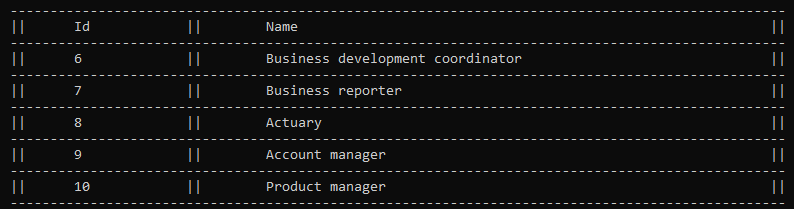 || Id || Name ||
|| 6 || Business development coordinator ||
|| 7 || Business reporter ||
|| 8 || Actuary ||
|| 9 || Account manager ||
|| 10 || Product manager ||